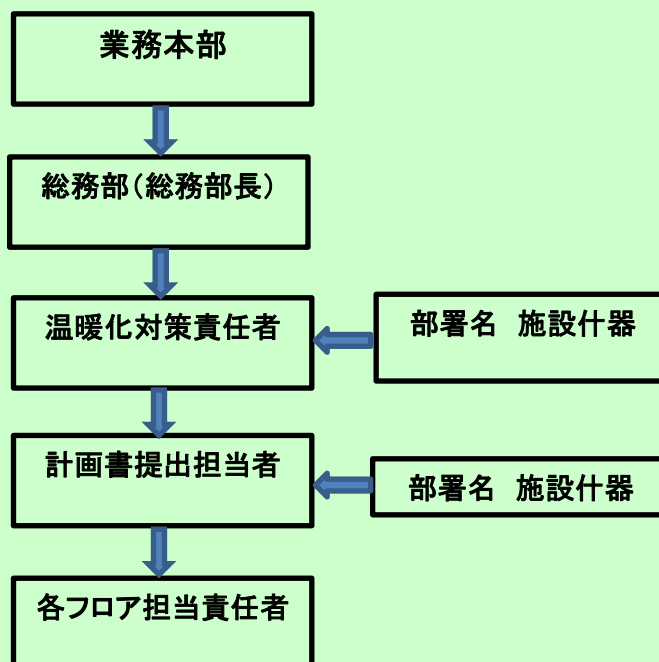 業務本部
総務部(総務部長)
温暖化対策責任者
部署名 施設什器
計画書提出担当者
部署名 施設什器
各フロア担当責任者